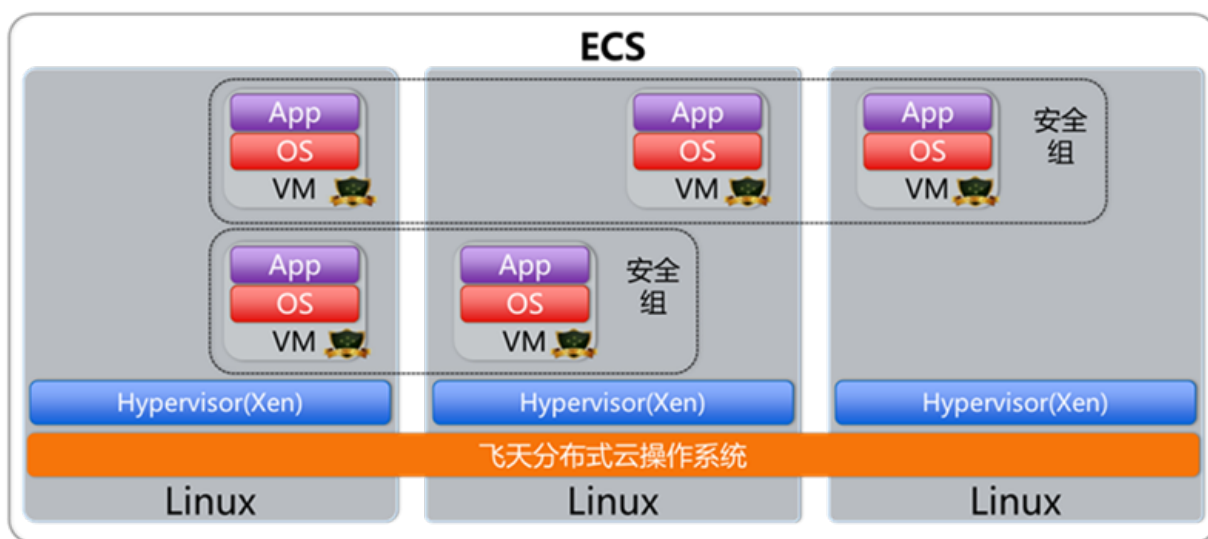 ECS
App
OS
VM
App
OS
VM
App
OS
VM
安全
组
App
OS
VM
App
OS
VM
安全
组
Hypervisor(Xen)
Hypervisor(Xen)
Hypervisor(Xen)
飞天分布式云操作系统
Linux
Linux
Linux